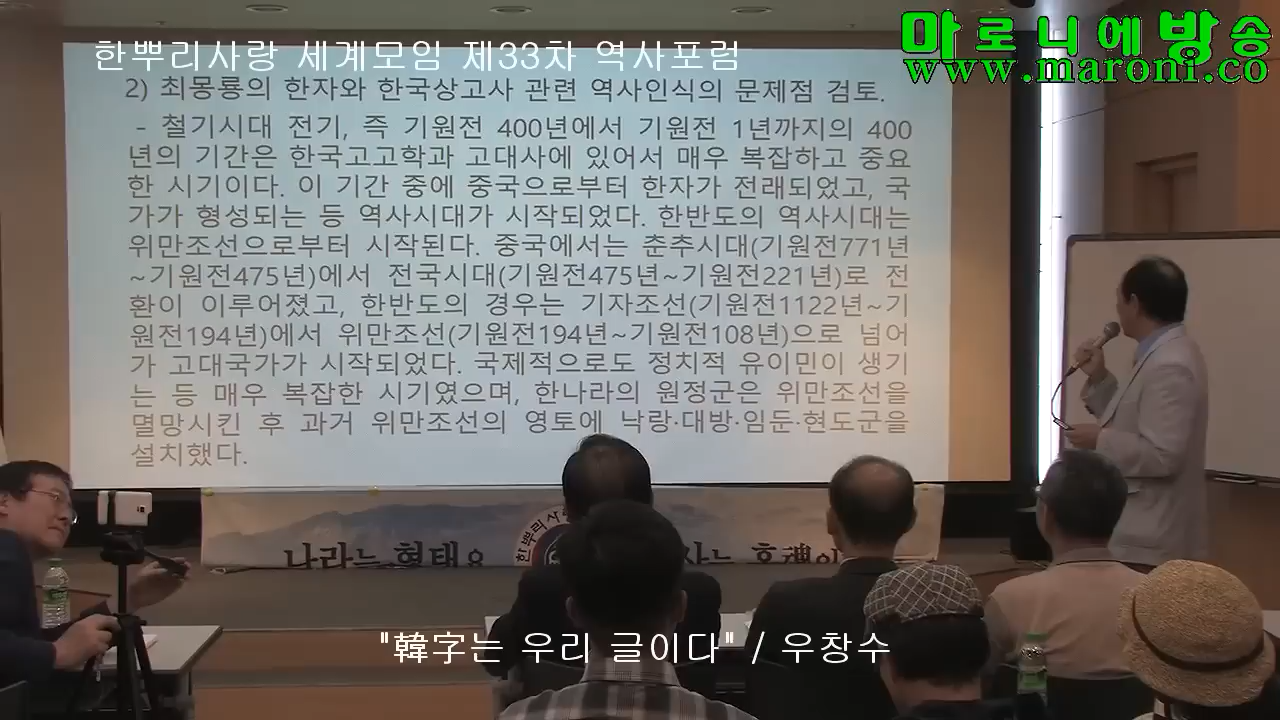 마로니에방송
www.maroni.co
한뿌리사랑 세계모임 제33차 역사포럼
2) 최몽룡의 한자와 한국상고사 관련 역사인식의 문제점 검토.
- 철기시대 전기, 즉 기원전 400년에서 기원전 1년까지의 400
년의 기간은 한국고고학과 고대사에 있어서 매우 복잡하고 중요
한 시기이다. 이 기간 중에 중국으로부터 한자가 전래되었고, 국
가가 형성되는 등 역사시대가 시작되었다. 한반도의 역사시대는
위만조선으로부터 시작된다. 중국에서는 춘추시대(기원전771년
~기원전475년)에서 전국시대(기원전475년~기원전221년)로 전
환이 이루어졌고, 한반도의 경우는 기자조선(기원전1122년~기
원전194년)에서 위만조선(기원전194년~기원전108년)으로 넘어
가 고대국가가 시작되었다. 국제적으로도 정치적 유이민이 생기
는 등 매우 복잡한 시기였으며, 한나라의 원정군은 위만조선을
멸망시킨 후 과거 위만조선의 영토에 낙랑·대방·임둔·현도군을
설치했다.
한뿌리사
나라는 형태요
"韓字는 우리 글이다" / 우창수